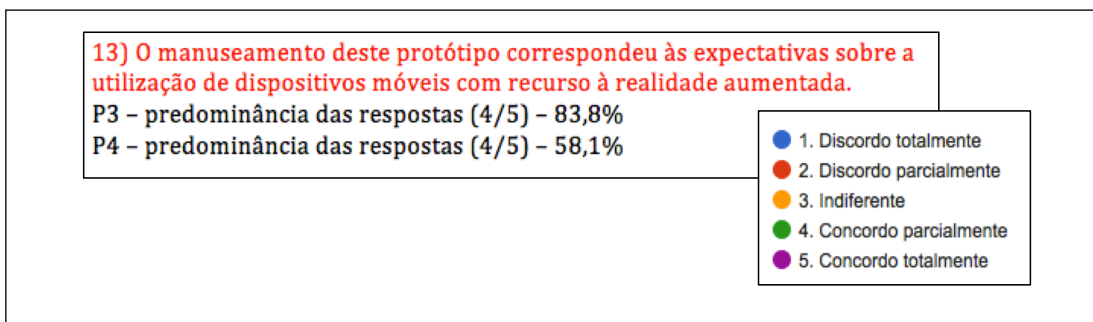 13) O manuseamento deste protótipo correspondeu às expectativas sobre a
utilização de dispositivos móveis com recurso à realidade aumentada.
P3 – predominância das respostas (4/5) – 83,8%
P4 – predominância das respostas (4/5) – 58,1%
1. Discordo totalmente
2. Discordo parcialmente
3. Indiferente
4. Concordo parcialmente
5. Concordo totalmente